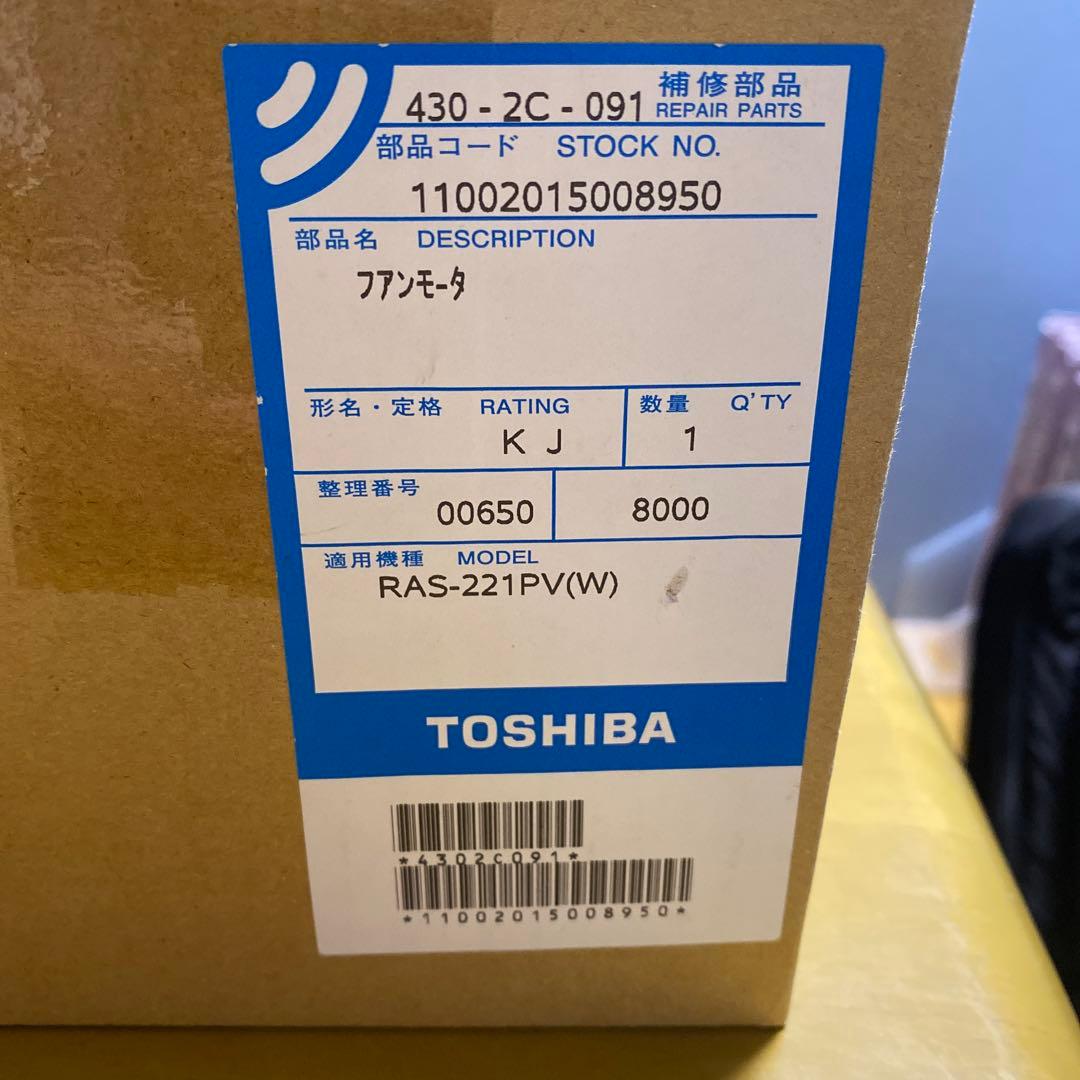 430 - 2C - 091 補修部品
REPAIR PARTS
部品コード STOCK NO.
11002015008950
部品名 DESCRIPTION
フアンモータ
形名・定格 RATING 数量 Q'TY
K J 1
整理番号
00650 8000
適用機種 MODEL
RAS-221PV(W)
TOSHIBA
*4302C091*
*11002015008950*